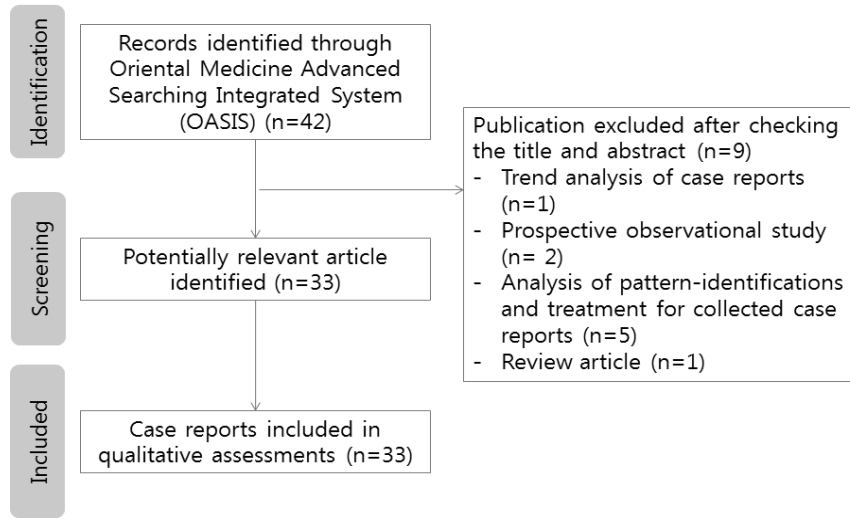 Identification
Records identified through
Oriental Medicine Advanced
Searching Integrated System
(OASIS) (n=42)
Publication excluded after checking
the title and abstract (n=9)
- Trend analysis of case reports
(n=1)
- Prospective observational study
(n= 2)
- Analysis of pattern-identifications
and treatment for collected case
reports (n=5)
- Review article (n=1)
Screening
Potentially relevant article
identified (n=33)
Included
Case reports included in
qualitative assessments (n=33)